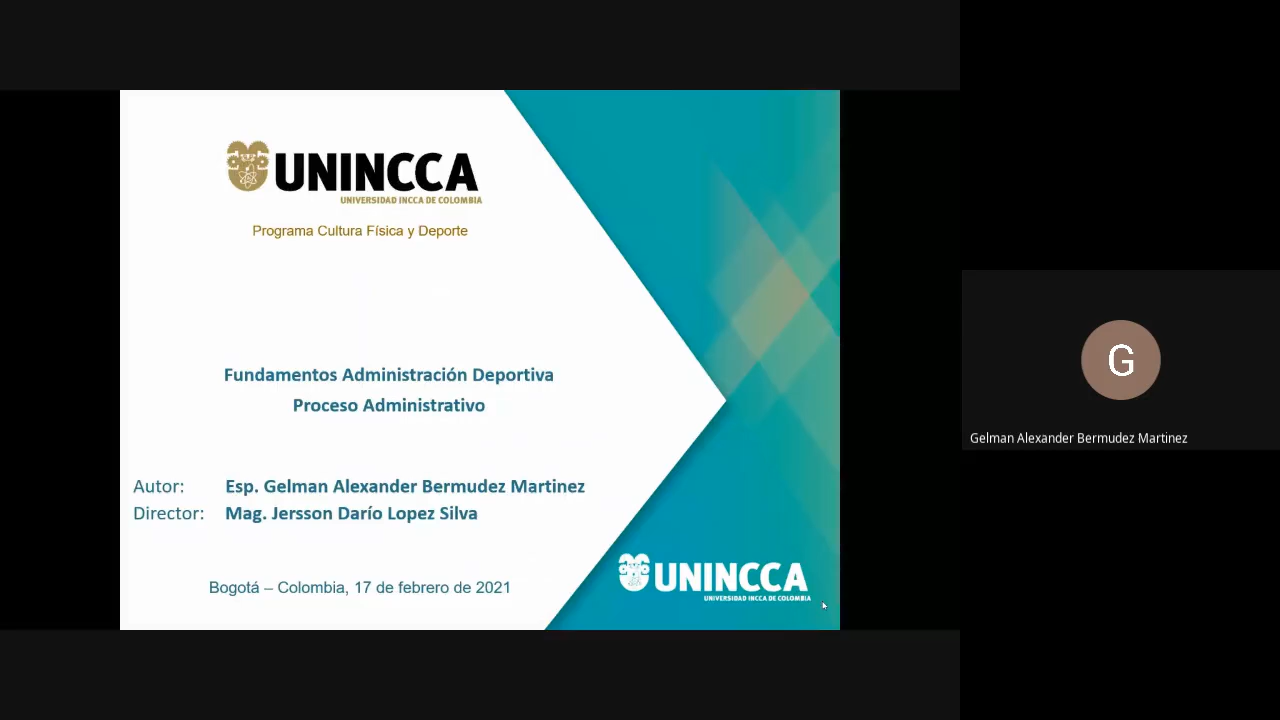 UNINCCA
UNIVERSIDAD INCCA DE COLOMBIA
Programa Cultura Física y Deporte
Fundamentos Administración Deportiva
Proceso Administrativo
Autor: Esp. Gelman Alexander Bermudez Martinez
Director: Mag. Jersson Darío Lopez Silva
Bogotá – Colombia, 17 de febrero de 2021
UNINCCA
UNIVERSIDAD INCCA DE COLOMBIA
G
Gelman Alexander Bermudez Martinez